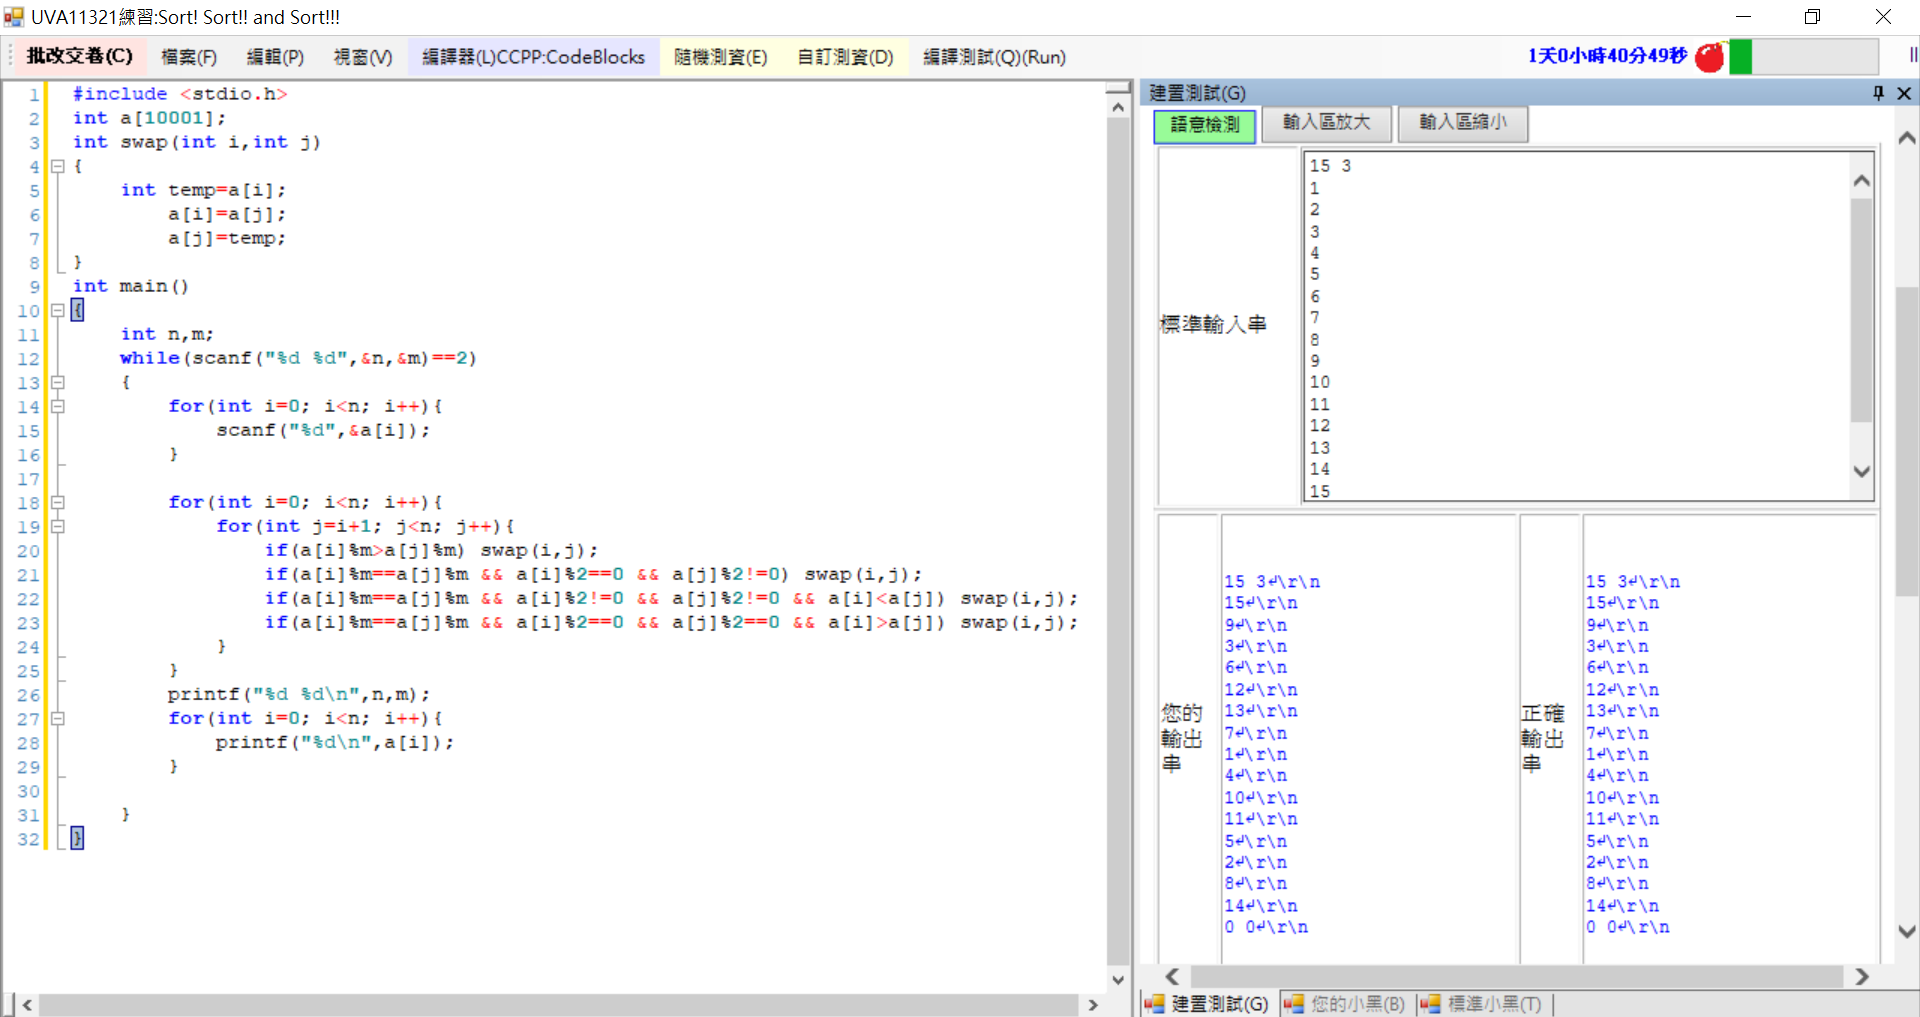 UVA11321練習:Sort! Sort!! and Sort!!!
批改交卷(C) 檔案(F) 編輯(P) 視窗(V) 編譯器(L)CCPP:CodeBlocks 隨機測資(E) 自訂測資(D) 編譯測試(Q)(Run) 1天0小時40分49秒
1 #include <stdio.h>
2 int a[10001];
3 int swap(int i,int j)
4 {
5     int temp=a[i];
6         a[i]=a[j];
7         a[j]=temp;
8 }
9 int main()
10 {
11     int n,m;
12     while(scanf("%d %d",&n,&m)==2)
13     {
14         for(int i=0; i<n; i++){
15             scanf("%d",&a[i]);
16         }
17
18         for(int i=0; i<n; i++){
19             for(int j=i+1; j<n; j++){
20                 if(a[i]%m>a[j]%m) swap(i,j);
21                 if(a[i]%m==a[j]%m && a[i]%2==0 && a[j]%2!=0) swap(i,j);
22                 if(a[i]%m==a[j]%m && a[i]%2!=0 && a[j]%2!=0 && a[i]<a[j]) swap(i,j);
23                 if(a[i]%m==a[j]%m && a[i]%2==0 && a[j]%2==0 && a[i]>a[j]) swap(i,j);
24             }
25         }
26         printf("%d %d\n",n,m);
27         for(int i=0; i<n; i++){
28             printf("%d\n",a[i]);
29         }
30
31     }
32 }
建置測試(G)
語意檢測 輸入區放大 輸入區縮小
標準輸入串
15 3
1
2
3
4
5
6
7
8
9
10
11
12
13
14
15
您的
輸出
串
15 3↵\r\n
15↵\r\n
9↵\r\n
3↵\r\n
6↵\r\n
12↵\r\n
13↵\r\n
7↵\r\n
1↵\r\n
4↵\r\n
10↵\r\n
11↵\r\n
5↵\r\n
2↵\r\n
8↵\r\n
14↵\r\n
0 0↵\r\n
正確
輸出
串
15 3↵\r\n
15↵\r\n
9↵\r\n
3↵\r\n
6↵\r\n
12↵\r\n
13↵\r\n
7↵\r\n
1↵\r\n
4↵\r\n
10↵\r\n
11↵\r\n
5↵\r\n
2↵\r\n
8↵\r\n
14↵\r\n
0 0↵\r\n
建置測試(G) 您的小黑(B) 標準小黑(T)